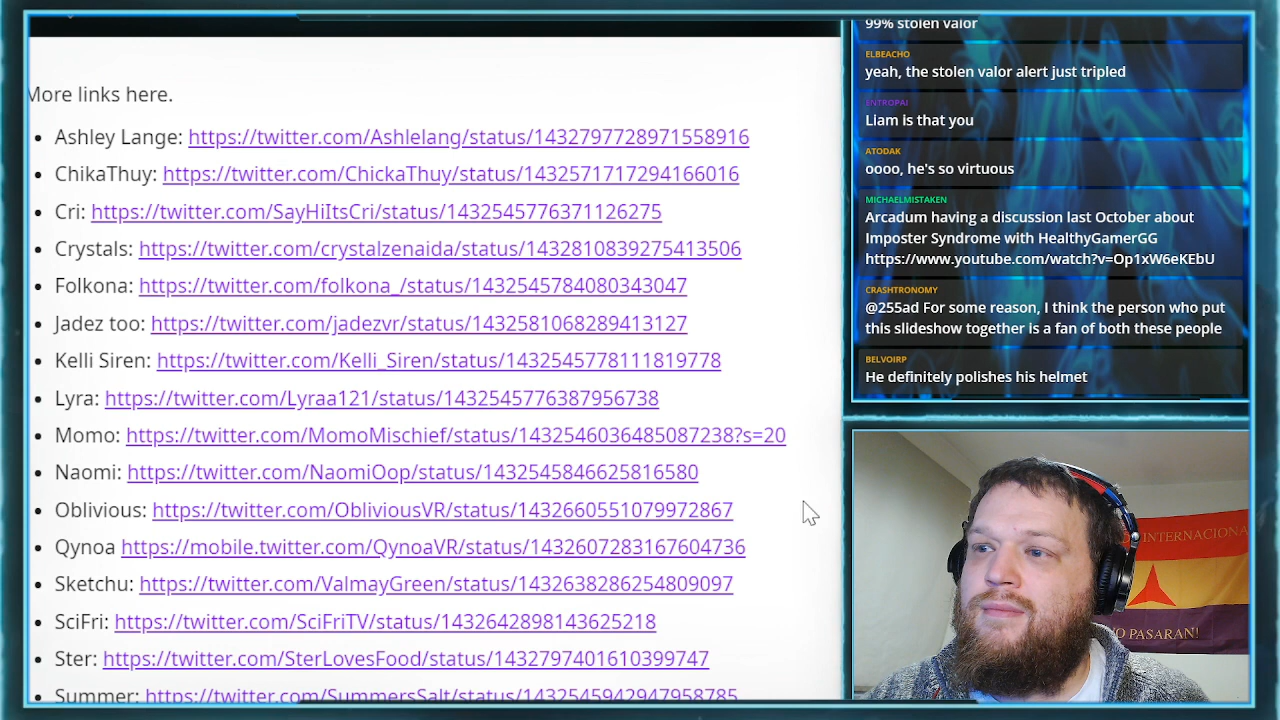 More links here.
Ashley Lange: https://twitter.com/Ashlelang/status/1432797728971558916
ChikaThuy: https://twitter.com/ChickaThuy/status/1432571717294166016
Cri: https://twitter.com/SayHiItsCri/status/1432545776371126275
Crystals: https://twitter.com/crystalzenaida/status/1432810839275413506
Folkona: https://twitter.com/folkona_/status/1432545784080343047
Jadez too: https://twitter.com/jadezvr/status/1432581068289413127
Kelli Siren: https://twitter.com/Kelli_Siren/status/1432545778111819778
Lyra: https://twitter.com/Lyraa121/status/1432545776387956738
Momo: https://twitter.com/MomoMischief/status/1432546036485087238?s=20
Naomi: https://twitter.com/NaomiOop/status/1432545846625816580
Oblivious: https://twitter.com/ObliviousVR/status/1432660551079972867
Qynoa https://mobile.twitter.com/QynoaVR/status/1432607283167604736
Sketchu: https://twitter.com/ValmayGreen/status/1432638286254809097
SciFri: https://twitter.com/SciFriTV/status/1432642898143625218
Ster: https://twitter.com/SterLovesFood/status/1432797401610399747
Summer: https://twitter.com/SummersSalt/status/1432545942947958785
99% stolen valor
ELBEACHO
yeah, the stolen valor alert just tripled
ENTROPAI
Liam is that you
ATODAK
oooo, he's so virtuous
MICHAELMISTAKEN
Arcadum having a discussion last October about
Imposter Syndrome with HealthyGamerGG
https://www.youtube.com/watch?v=Op1xW6eKEbU
CRASHTRONOMY
@255ad For some reason, I think the person who put
this slideshow together is a fan of both these people
BELVOIRP
He definitely polishes his helmet
INTERNACIONA
PASARAN!